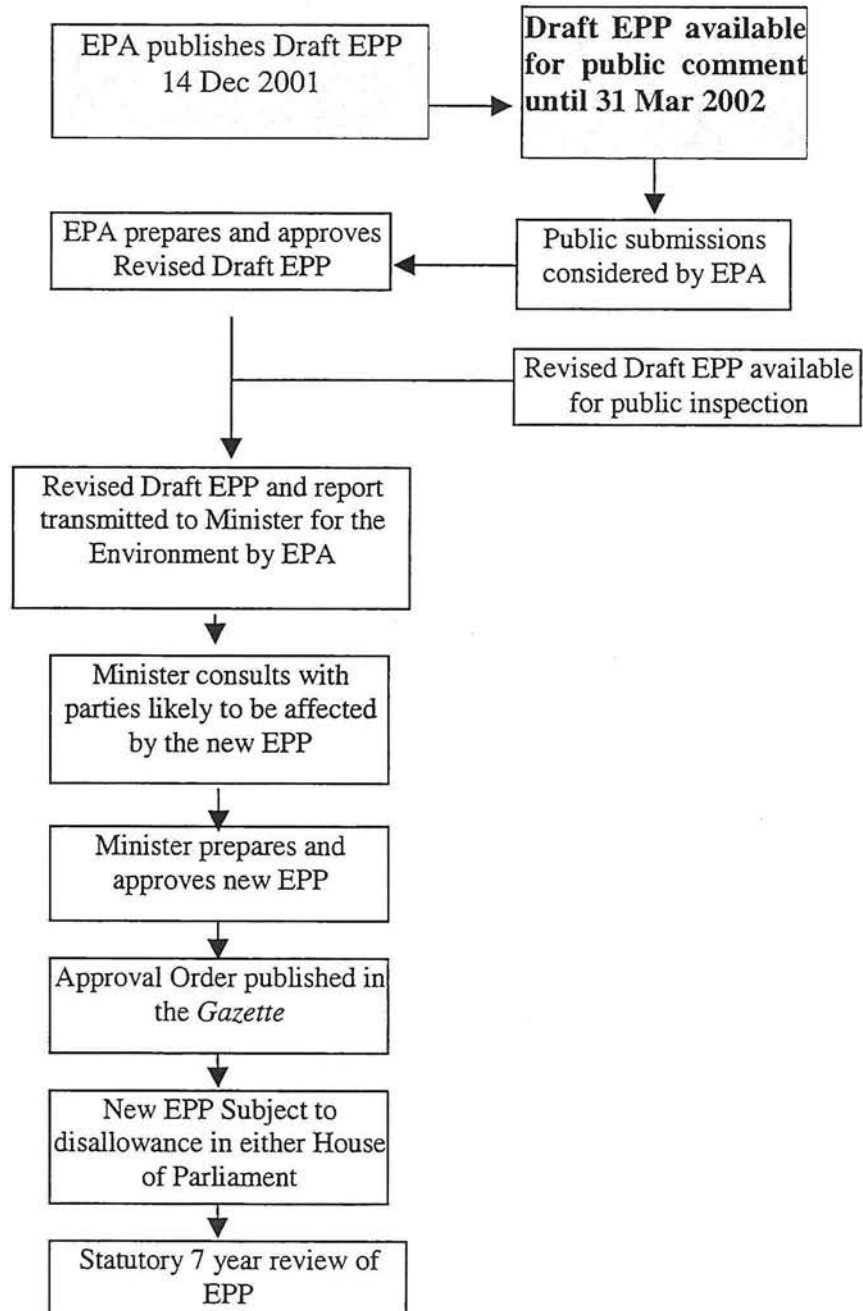 EPA publishes Draft EPP
14 Dec 2001
Draft EPP available
for public comment
until 31 Mar 2002
Public submissions
considered by EPA
EPA prepares and approves
Revised Draft EPP
Revised Draft EPP available
for public inspection
Revised Draft EPP and report
transmitted to Minister for the
Environment by EPA
Minister consults with
parties likely to be affected
by the new EPP
Minister prepares and
approves new EPP
Approval Order published in
the Gazette
New EPP Subject to
disallowance in either House
of Parliament
Statutory 7 year review of
EPP